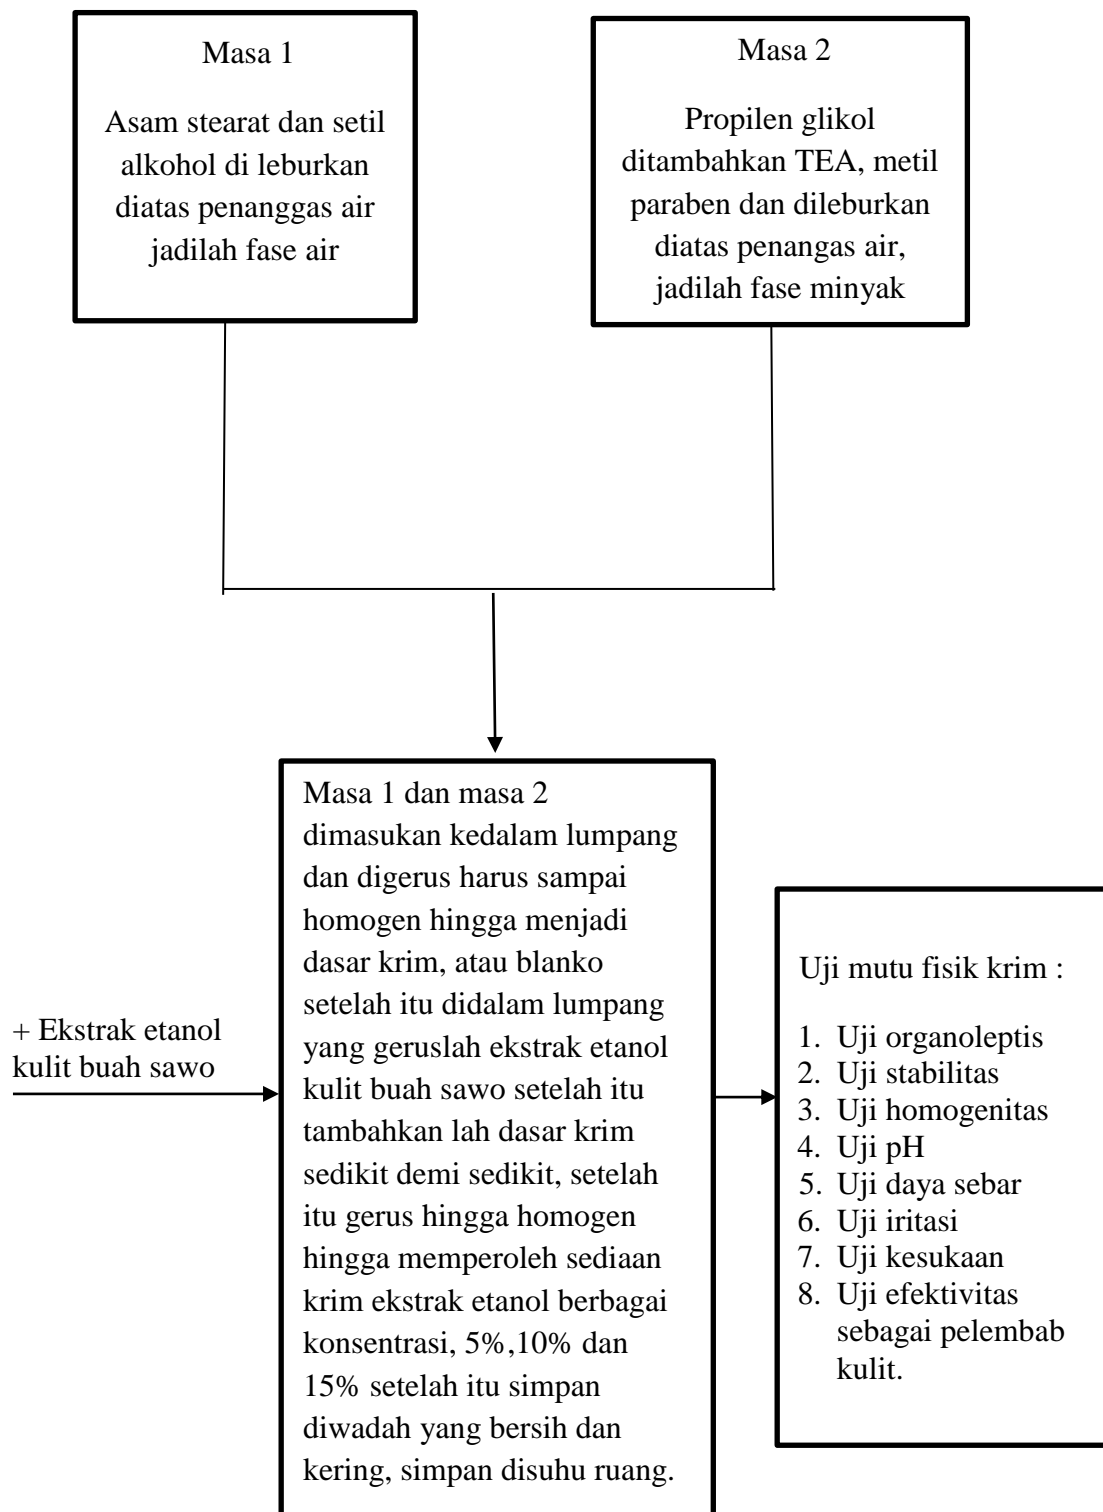 Masa 1
Asam stearat dan setil
alkohol di leburkan
diatas penanggas air
jadilah fase air
Masa 2
Propilen glikol
ditambahkan TEA, metil
paraben dan dileburkan
diatas penangas air,
jadilah fase minyak
+ Ekstrak etanol
kulit buah sawo
Masa 1 dan masa 2
dimasukan kedalam lumpang
dan digerus harus sampai
homogen hingga menjadi
dasar krim, atau blanko
setelah itu didalam lumpang
yang geruslah ekstrak etanol
kulit buah sawo setelah itu
tambahkan lah dasar krim
sedikit demi sedikit, setelah
itu gerus hingga homogen
hingga memperoleh sediaan
krim ekstrak etanol berbagai
konsentrasi, 5%,10% dan
15% setelah itu simpan
diwadah yang bersih dan
kering, simpan disuhu ruang.
Uji mutu fisik krim :
1. Uji organoleptis
2. Uji stabilitas
3. Uji homogenitas
4. Uji pH
5. Uji daya sebar
6. Uji iritasi
7. Uji kesukaan
8. Uji efektivitas
sebagai pelembab
kulit.